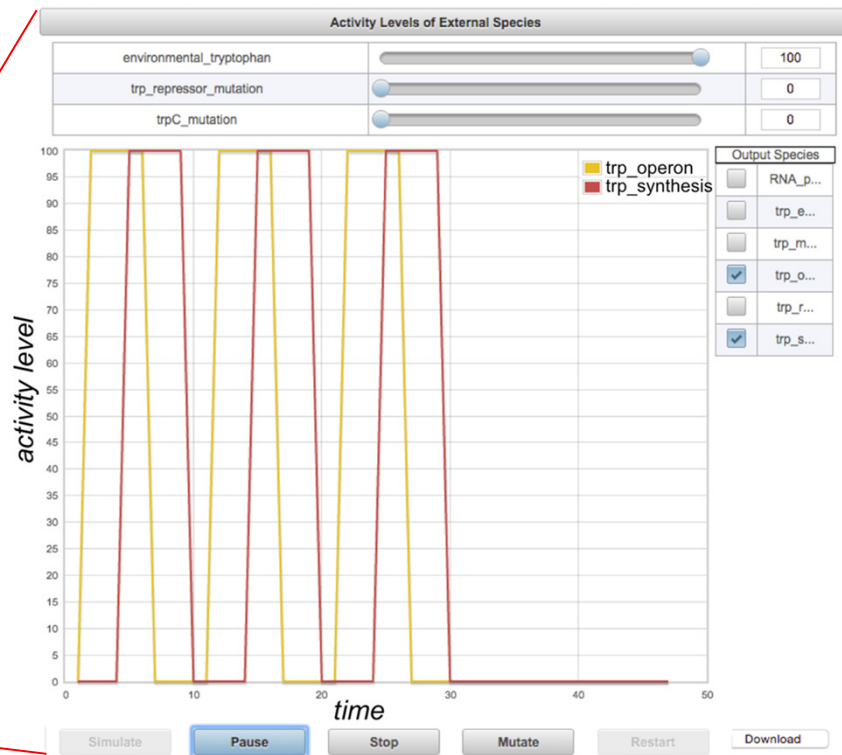 Activity Levels of External Species
environmental_tryptophan 100
trp_repressor_mutation 0
trpC_mutation 0
Output Species
RNA_p...
trp_e...
trp_m...
trp_o...
trp_r...
trp_s...
trp_operon
trp_synthesis
activity level
100
95
90
85
80
75
70
65
60
55
50
45
40
35
30
25
20
15
10
5
0
0 10 20 30 40 50
time
Simulate Pause Stop Mutate Restart Download